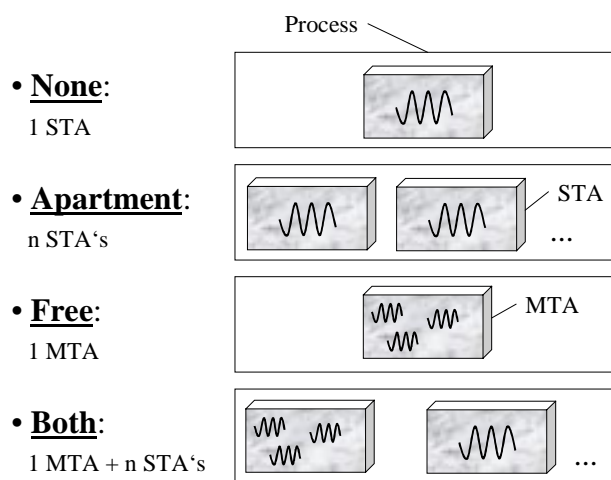 Process
• None:
1 STA
• Apartment:
n STA‘s
STA
...
• Free:
1 MTA
MTA
• Both:
1 MTA + n STA‘s
...